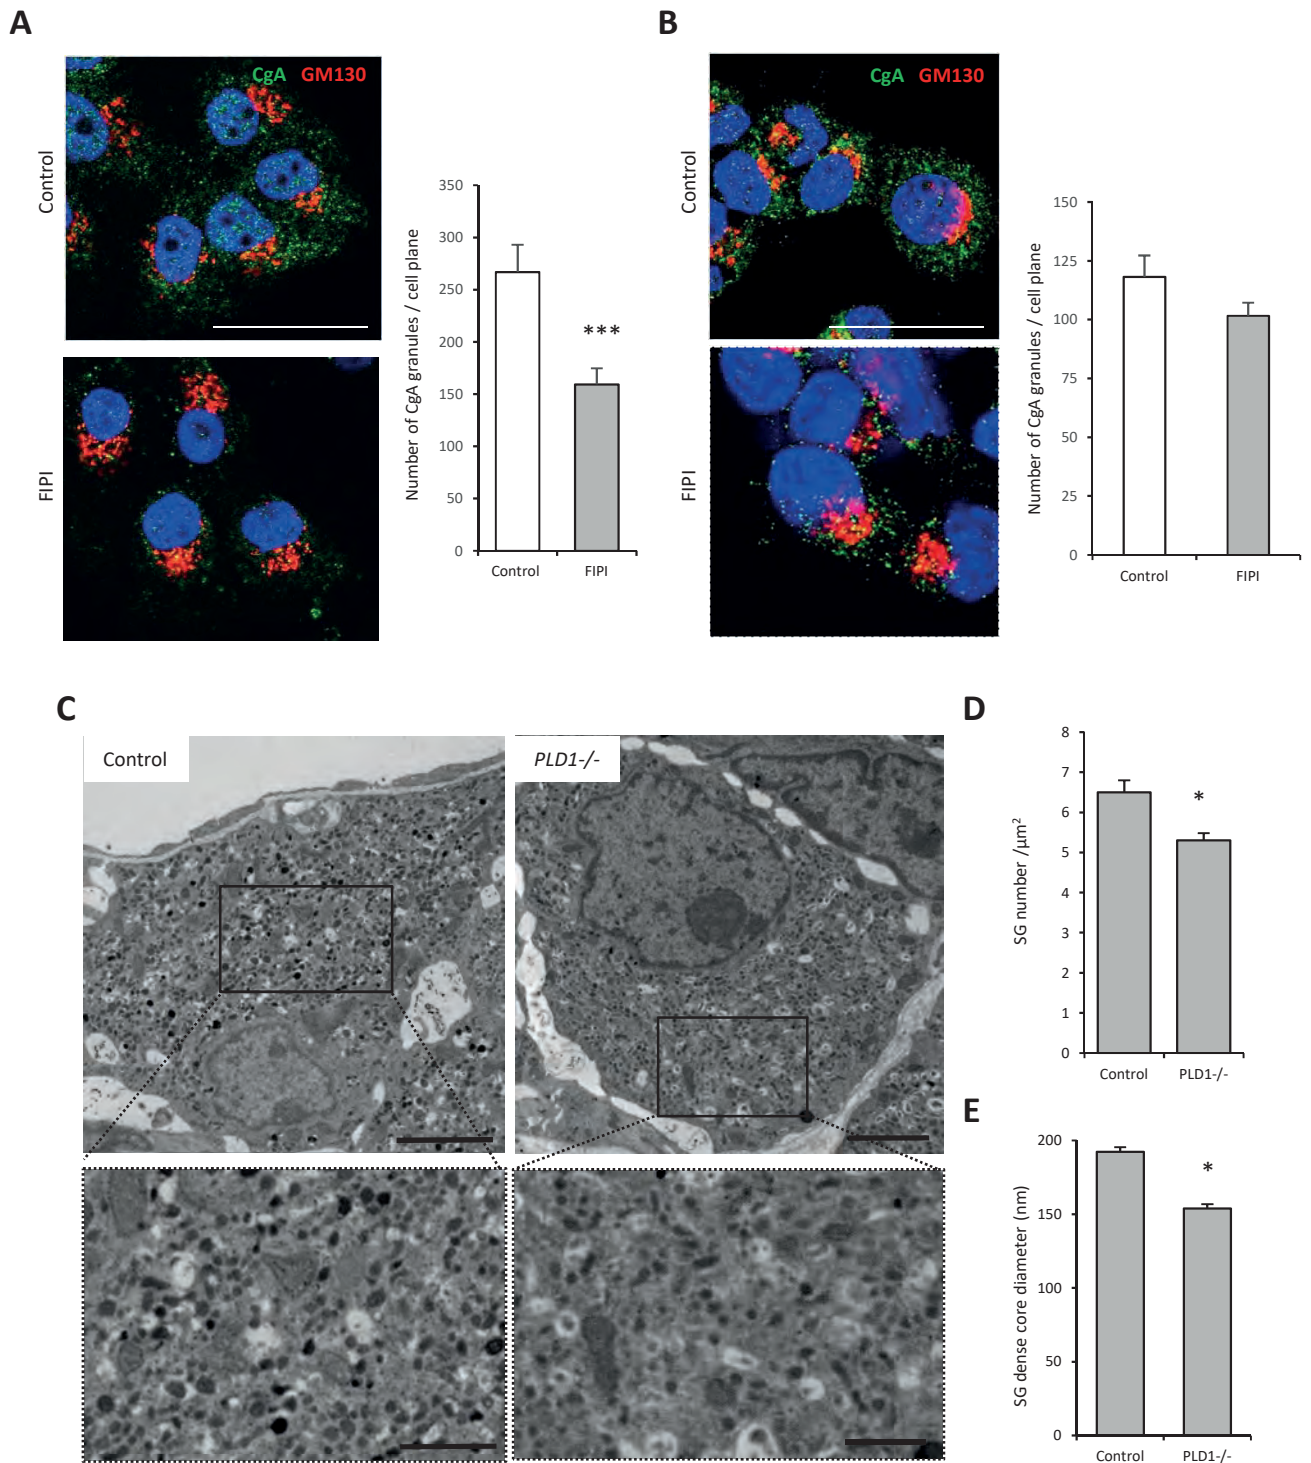 A
CgA GM130
Control
FIPI
Number of CgA granules / cell plane
350
300
250
200
150
100
50
0
***
Control FIPI
B
CgA GM130
Control
FIPI
Number of CgA granules / cell plane
150
125
100
75
50
25
0
Control FIPI
C
Control
PLD1-/-
D
SG number /µm²
8
7
6
5
4
3
2
1
0
*
Control PLD1-/-
E
SG dense core diameter (nm)
200
150
100
50
0
*
Control PLD1-/-